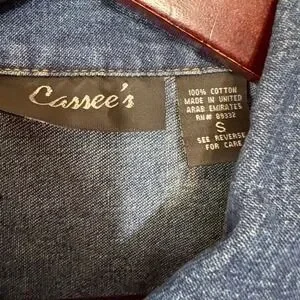 Cassee's
100% COTTON
MADE IN UNITED
ARAB EMIRATES
RN# 89332
S
SEE REVERSE
FOR CARE